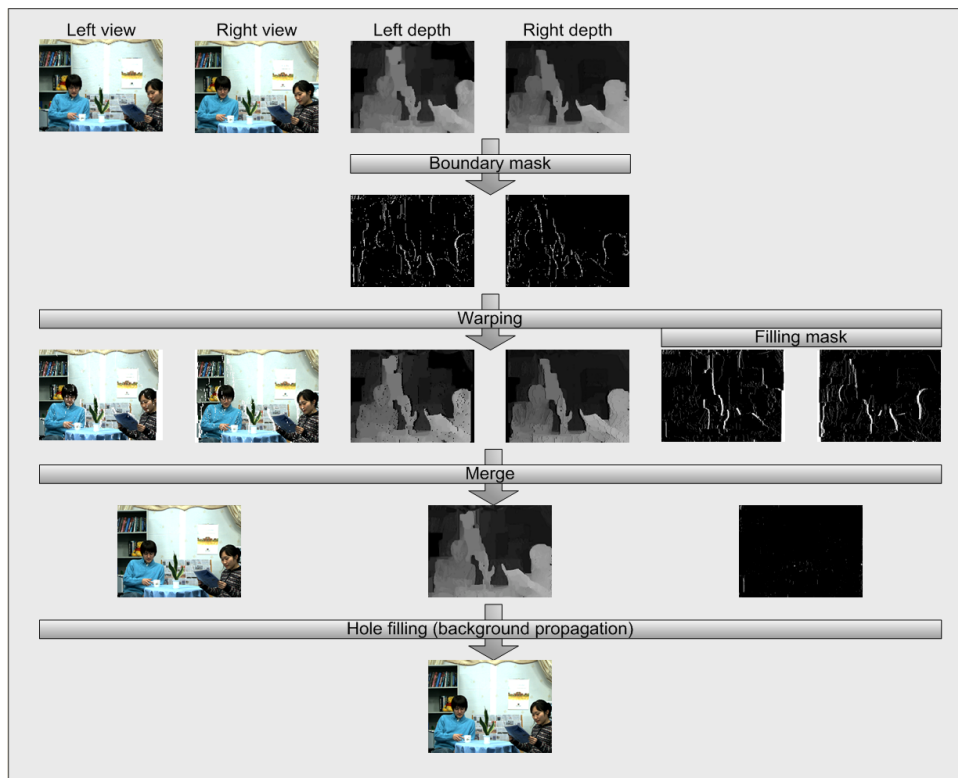 Left view
Right view
Left depth
Right depth
Boundary mask
Warping
Filling mask
Merge
Hole filling (background propagation)